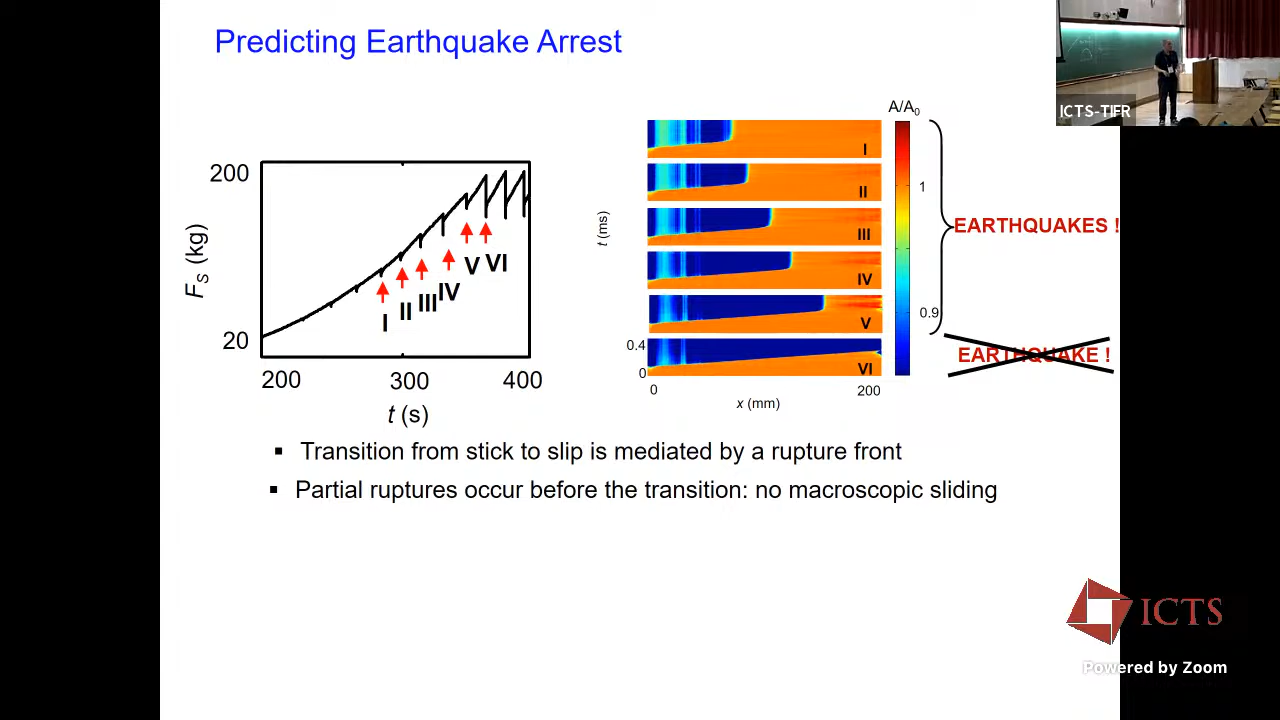 Predicting Earthquake Arrest
ICTS-TIFR
200
20
F_S (kg)
I
II
III
IV
V
VI
200
300
400
t (s)
A/A0
1
0.9
I
II
III
IV
V
VI
t (ms)
0.4
0
0
200
x (mm)
EARTHQUAKES !
EARTHQUAKE !
▪ Transition from stick to slip is mediated by a rupture front
▪ Partial ruptures occur before the transition: no macroscopic sliding
ICTS
Powered by Zoom